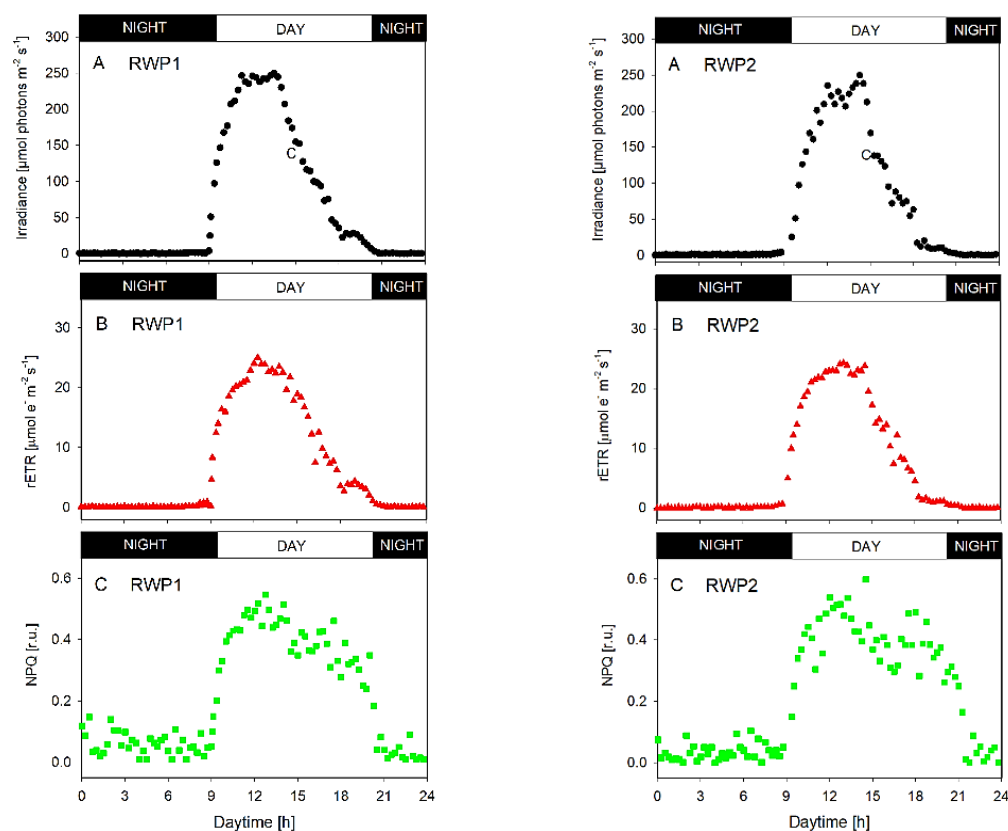 NIGHT DAY NIGHT
A RWP1
300
250
200
150
100
50
0
Irradiance [µmol photons m-2 s-1]
C
NIGHT DAY NIGHT
B RWP1
30
20
10
0
rETR [µmol e- m-2 s-1]
NIGHT DAY NIGHT
C RWP1
0.6
0.4
0.2
0.0
NPQ [r.u.]
0 3 6 9 12 15 18 21 24
Daytime [h]
NIGHT DAY NIGHT
A RWP2
300
250
200
150
100
50
0
Irradiance [µmol photons m-2 s-1]
C
NIGHT DAY NIGHT
B RWP2
30
20
10
0
rETR [µmol e- m-2 s-1]
NIGHT DAY NIGHT
C RWP2
0.6
0.4
0.2
0.0
NPQ [r.u.]
0 3 6 9 12 15 18 21 24
Daytime [h]